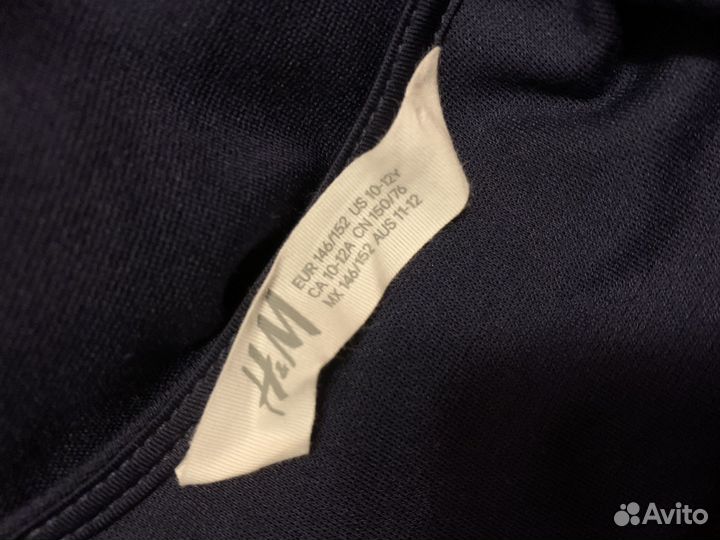 H&M
EUR 146/152 US 10-12Y
CA 10-12A CN 150/76
MX 146/152 AUS 11-12
Avito